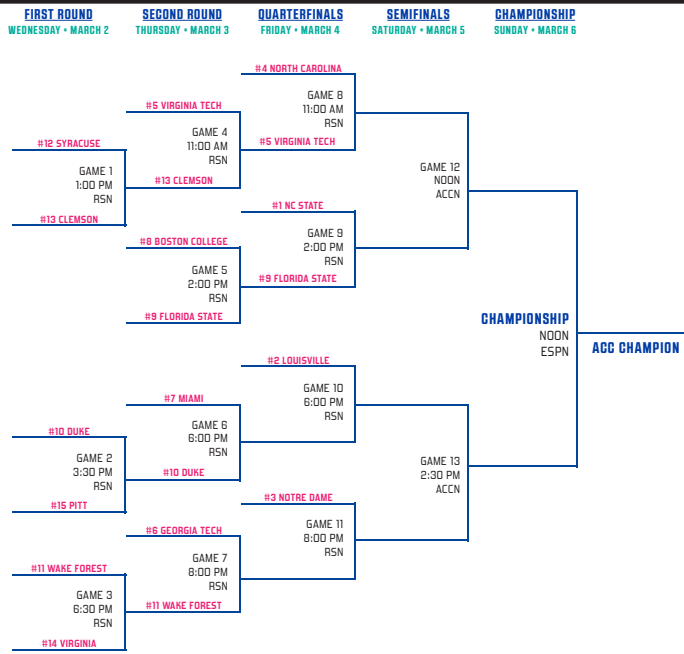 FIRST ROUND
WEDNESDAY • MARCH 2
SECOND ROUND
THURSDAY • MARCH 3
QUARTERFINALS
FRIDAY • MARCH 4
SEMIFINALS
SATURDAY • MARCH 5
CHAMPIONSHIP
SUNDAY • MARCH 6
#12 SYRACUSE
GAME 1
1:00 PM
RSN
#13 CLEMSON
#10 DUKE
GAME 2
3:30 PM
RSN
#15 PITT
#11 WAKE FOREST
GAME 3
6:30 PM
RSN
#14 VIRGINIA
#5 VIRGINIA TECH
GAME 4
11:00 AM
RSN
#13 CLEMSON
#8 BOSTON COLLEGE
GAME 5
2:00 PM
RSN
#9 FLORIDA STATE
#7 MIAMI
GAME 6
6:00 PM
RSN
#10 DUKE
#6 GEORGIA TECH
GAME 7
8:00 PM
RSN
#11 WAKE FOREST
#4 NORTH CAROLINA
GAME 8
11:00 AM
RSN
#5 VIRGINIA TECH
#1 NC STATE
GAME 9
2:00 PM
RSN
#9 FLORIDA STATE
#2 LOUISVILLE
GAME 10
6:00 PM
RSN
#3 NOTRE DAME
GAME 11
8:00 PM
RSN
GAME 12
NOON
ACCN
GAME 13
2:30 PM
ACCN
CHAMPIONSHIP
NOON
ESPN
ACC CHAMPION